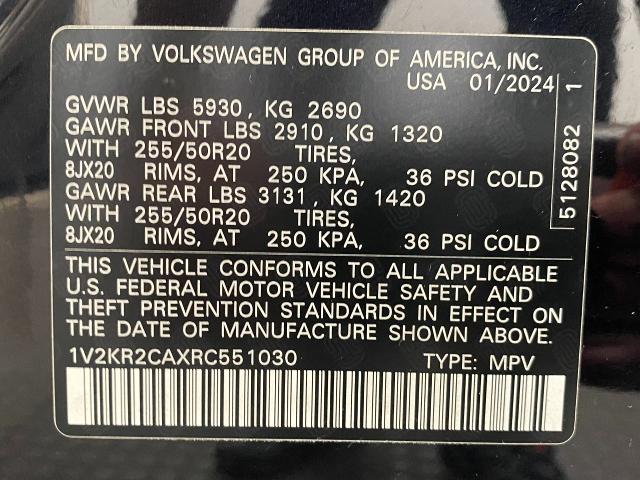 MFD BY VOLKSWAGEN GROUP OF AMERICA, INC.
USA 01/2024
GVWR LBS 5930, KG 2690
GAWR FRONT LBS 2910, KG 1320
WITH 255/50R20 TIRES,
8JX20 RIMS, AT 250 KPA, 36 PSI COLD
GAWR REAR LBS 3131, KG 1420
WITH 255/50R20 TIRES,
8JX20 RIMS, AT 250 KPA, 36 PSI COLD
THIS VEHICLE CONFORMS TO ALL APPLICABLE
U.S. FEDERAL MOTOR VEHICLE SAFETY AND
THEFT PREVENTION STANDARDS IN EFFECT ON
THE DATE OF MANUFACTURE SHOWN ABOVE.
1V2KR2CAXRC551030 TYPE: MPV
5128082 1